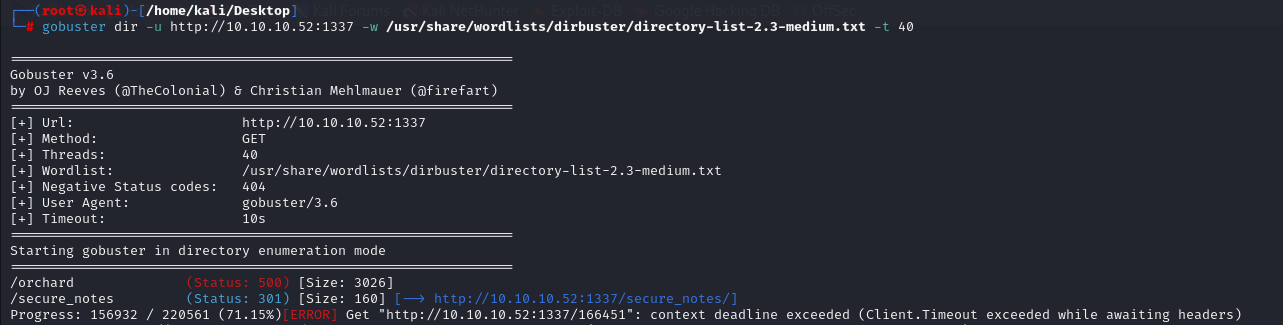 ┌──(root㉿kali)-[/home/kali/Desktop]
└─# gobuster dir -u http://10.10.10.52:1337 -w /usr/share/wordlists/dirbuster/directory-list-2.3-medium.txt -t 40
===============================================================
Gobuster v3.6
by OJ Reeves (@TheColonial) & Christian Mehlmauer (@firefart)
===============================================================
[+] Url: http://10.10.10.52:1337
[+] Method: GET
[+] Threads: 40
[+] Wordlist: /usr/share/wordlists/dirbuster/directory-list-2.3-medium.txt
[+] Negative Status codes: 404
[+] User Agent: gobuster/3.6
[+] Timeout: 10s
===============================================================
Starting gobuster in directory enumeration mode
===============================================================
/orchard (Status: 500) [Size: 3026]
/secure_notes (Status: 301) [Size: 160] [--> http://10.10.10.52:1337/secure_notes/]
Progress: 156932 / 220561 (71.15%)[ERROR] Get "http://10.10.10.52:1337/166451": context deadline exceeded (Client.Timeout exceeded while awaiting headers)